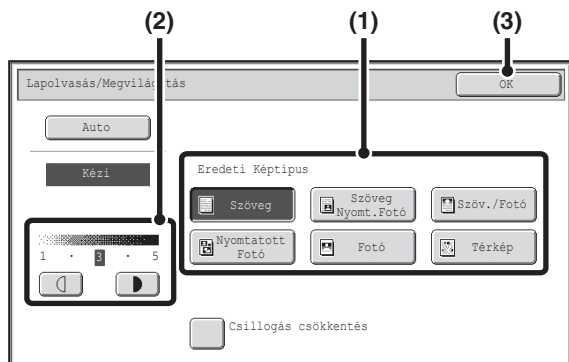 (2) (1) (3)
Lapolvasás/Megvilágítás OK
Auto
Kézi
Eredeti Képtípus
Szöveg
Szöveg
Nyomt.Fotó
Szöv./Fotó
Nyomtatott
Fotó
Fotó
Térkép
1 · 3 · 5
Csillogás csökkentés